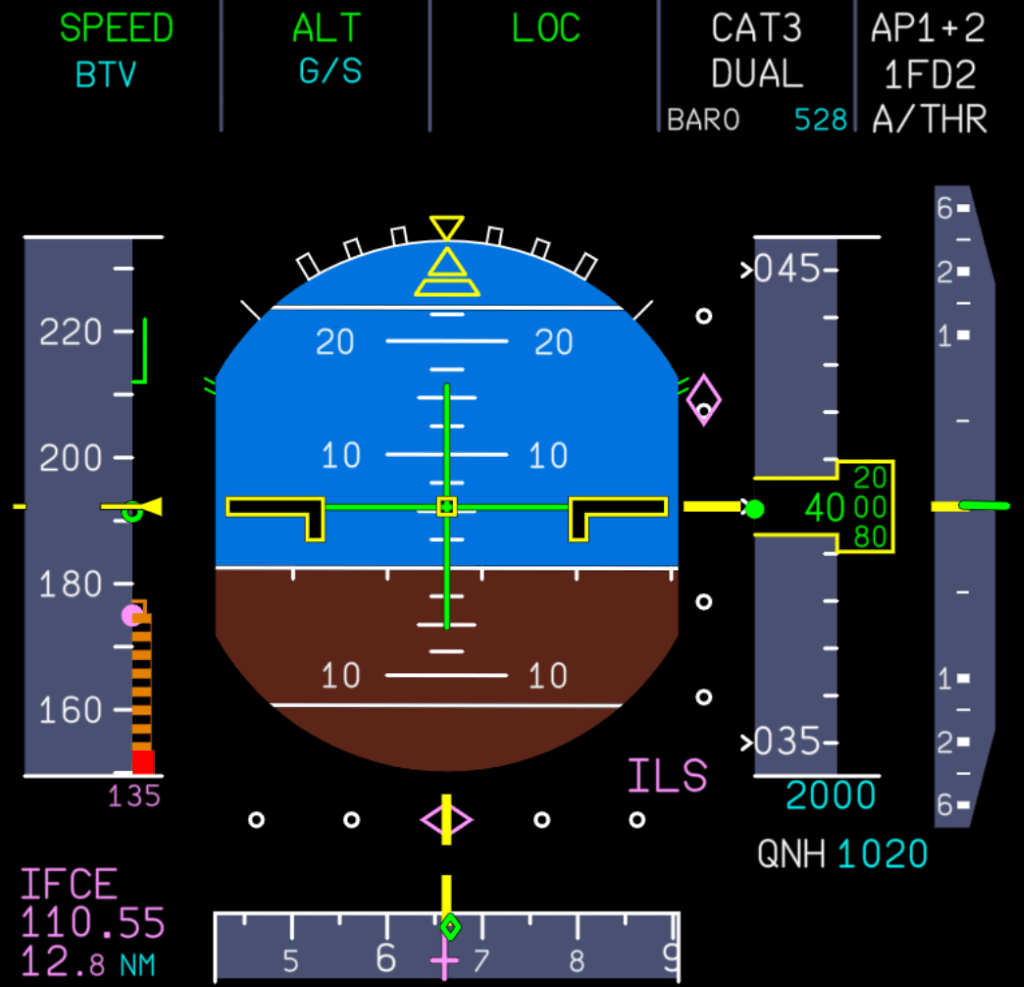 SPEED ALT LOC CAT3 AP1+2
BTV G/S DUAL 1FD2
BARO 528 A/THR
6
2
045
1
220
20 20
200
10 10
20
40 00
80
180
10 10
1
160
035
2
ILS
135
2000
6
QNH 1020
IFCE
110.55
12.8 NM
5 6 7 8 9